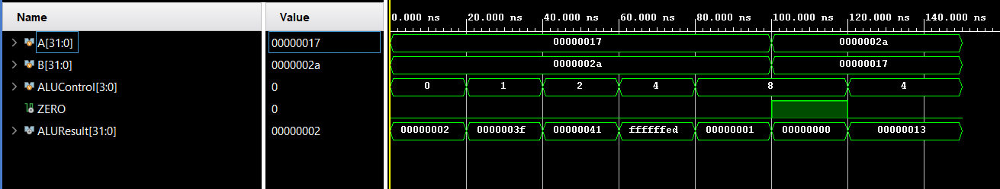 Name Value 0.000 ns 20.000 ns 40.000 ns 60.000 ns 80.000 ns 100.000 ns 120.000 ns 140.000 ns
A[31:0] 00000017 00000017 0000002a
B[31:0] 0000002a 0000002a 00000017
ALUControl[3:0] 0 0 1 2 4 8 4
ZERO 0
ALUResult[31:0] 00000002 00000002 0000003f 00000041 ffffffed 00000001 00000000 00000013